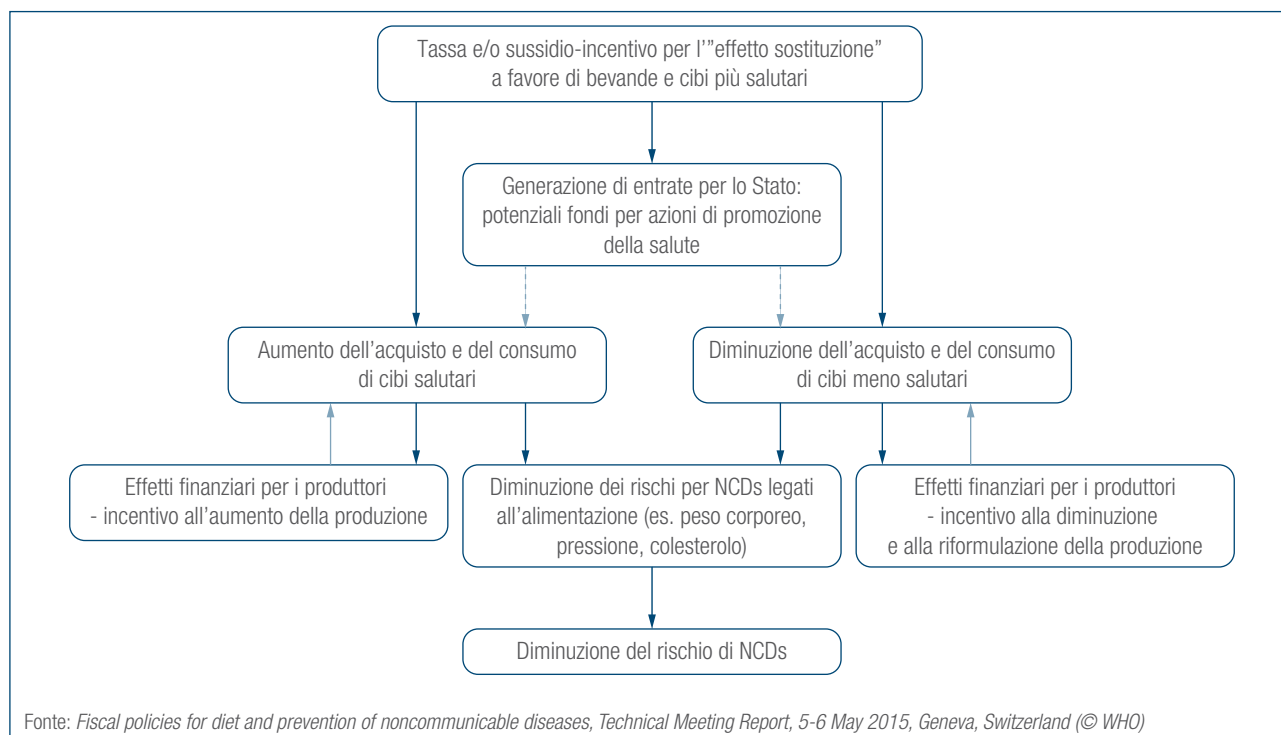 Tassa e/o sussidio-incentivo per l'"effetto sostituzione"
a favore di bevande e cibi più salutari
Generazione di entrate per lo Stato:
potenziali fondi per azioni di promozione
della salute
Aumento dell'acquisto e del consumo
di cibi salutari
Diminuzione dell'acquisto e del consumo
di cibi meno salutari
Effetti finanziari per i produttori
- incentivo all'aumento della produzione
Diminuzione dei rischi per NCDs legati
all'alimentazione (es. peso corporeo,
pressione, colesterolo)
Effetti finanziari per i produttori
- incentivo alla diminuzione
e alla riformulazione della produzione
Diminuzione del rischio di NCDs
Fonte: Fiscal policies for diet and prevention of noncommunicable diseases, Technical Meeting Report, 5-6 May 2015, Geneva, Switzerland (© WHO)